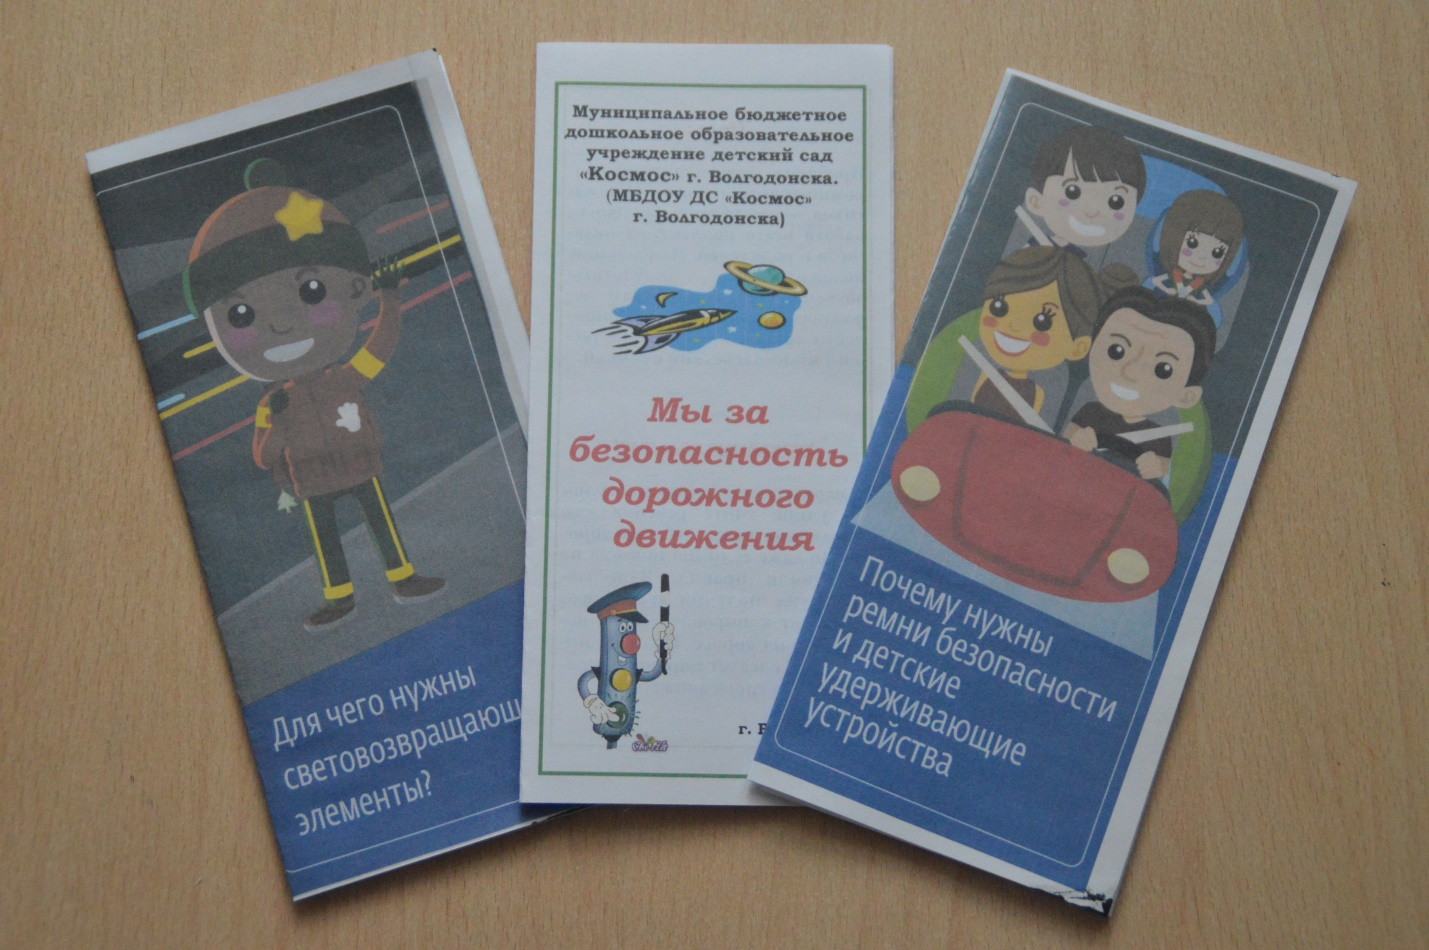 Для чего нужны
световозвращающ
элементы?
Муниципальное бюджетное
дошкольное образовательное
учреждение детский сад
«Космос» г. Волгодонска.
(МБДОУ ДС «Космос»
г. Волгодонска)
Мы за
безопасность
дорожного
движения
г.
Почему нужны
ремни безопасности
и детские
удерживающие
устройства